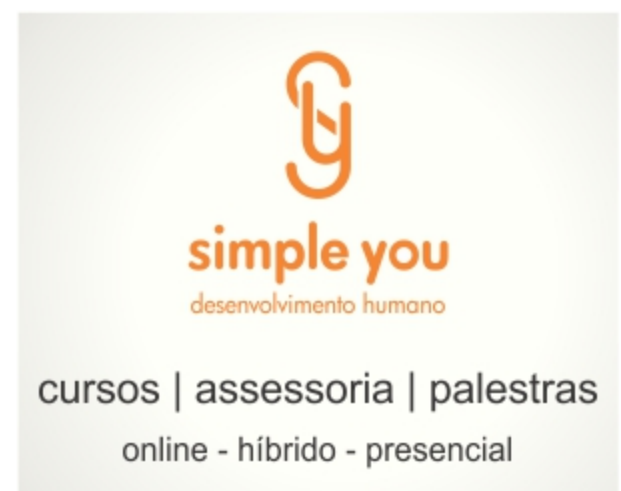 simple you
desenvolvimento humano
cursos | assessoria | palestras
online - híbrido - presencial